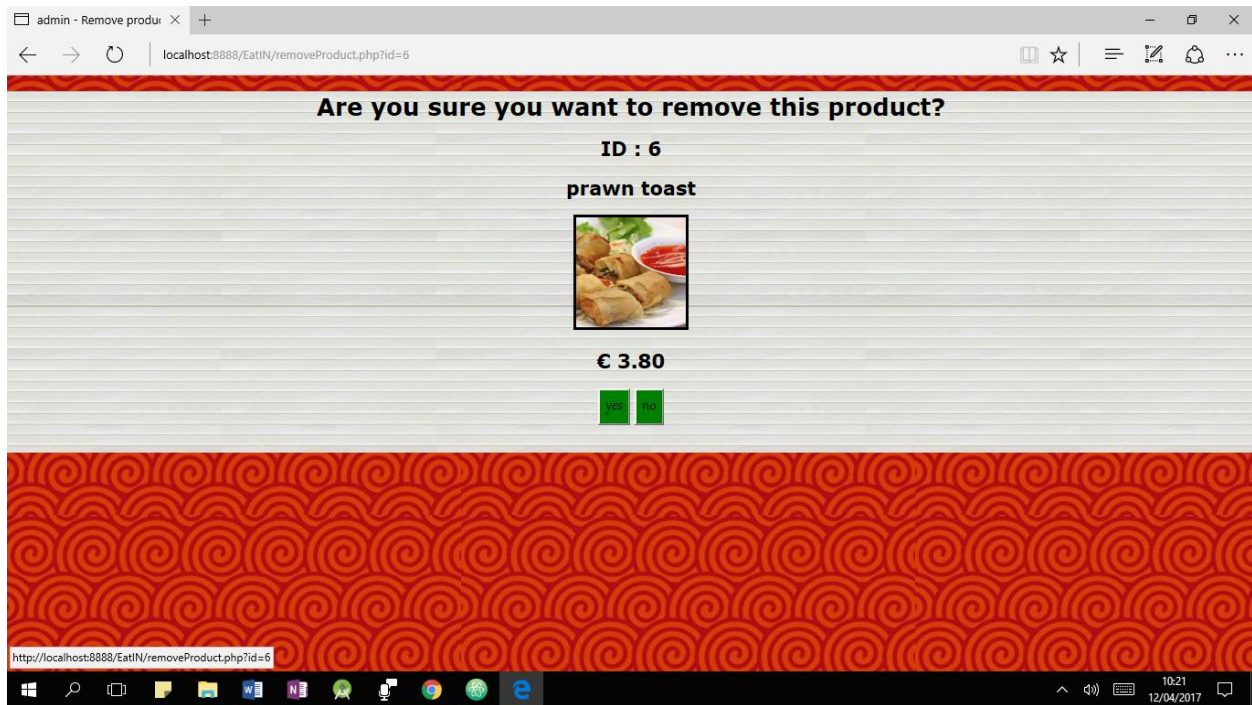 admin - Remove produc
localhost:8888/EatIN/removeProduct.php?id=6
Are you sure you want to remove this product?
ID : 6
prawn toast
€ 3.80
yes no
http://localhost:8888/EatIN/removeProduct.php?id=6
10:21
12/04/2017